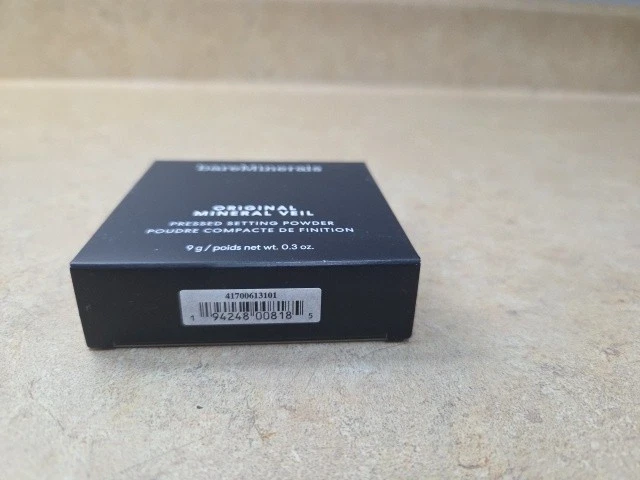 bareMinerals
ORIGINAL
MINERAL VEIL
PRESSED SETTING POWDER
POUDRE COMPACTE DE FINITION
9 g / poids net wt. 0.3 oz.
41700613101
1 94248 00818 5